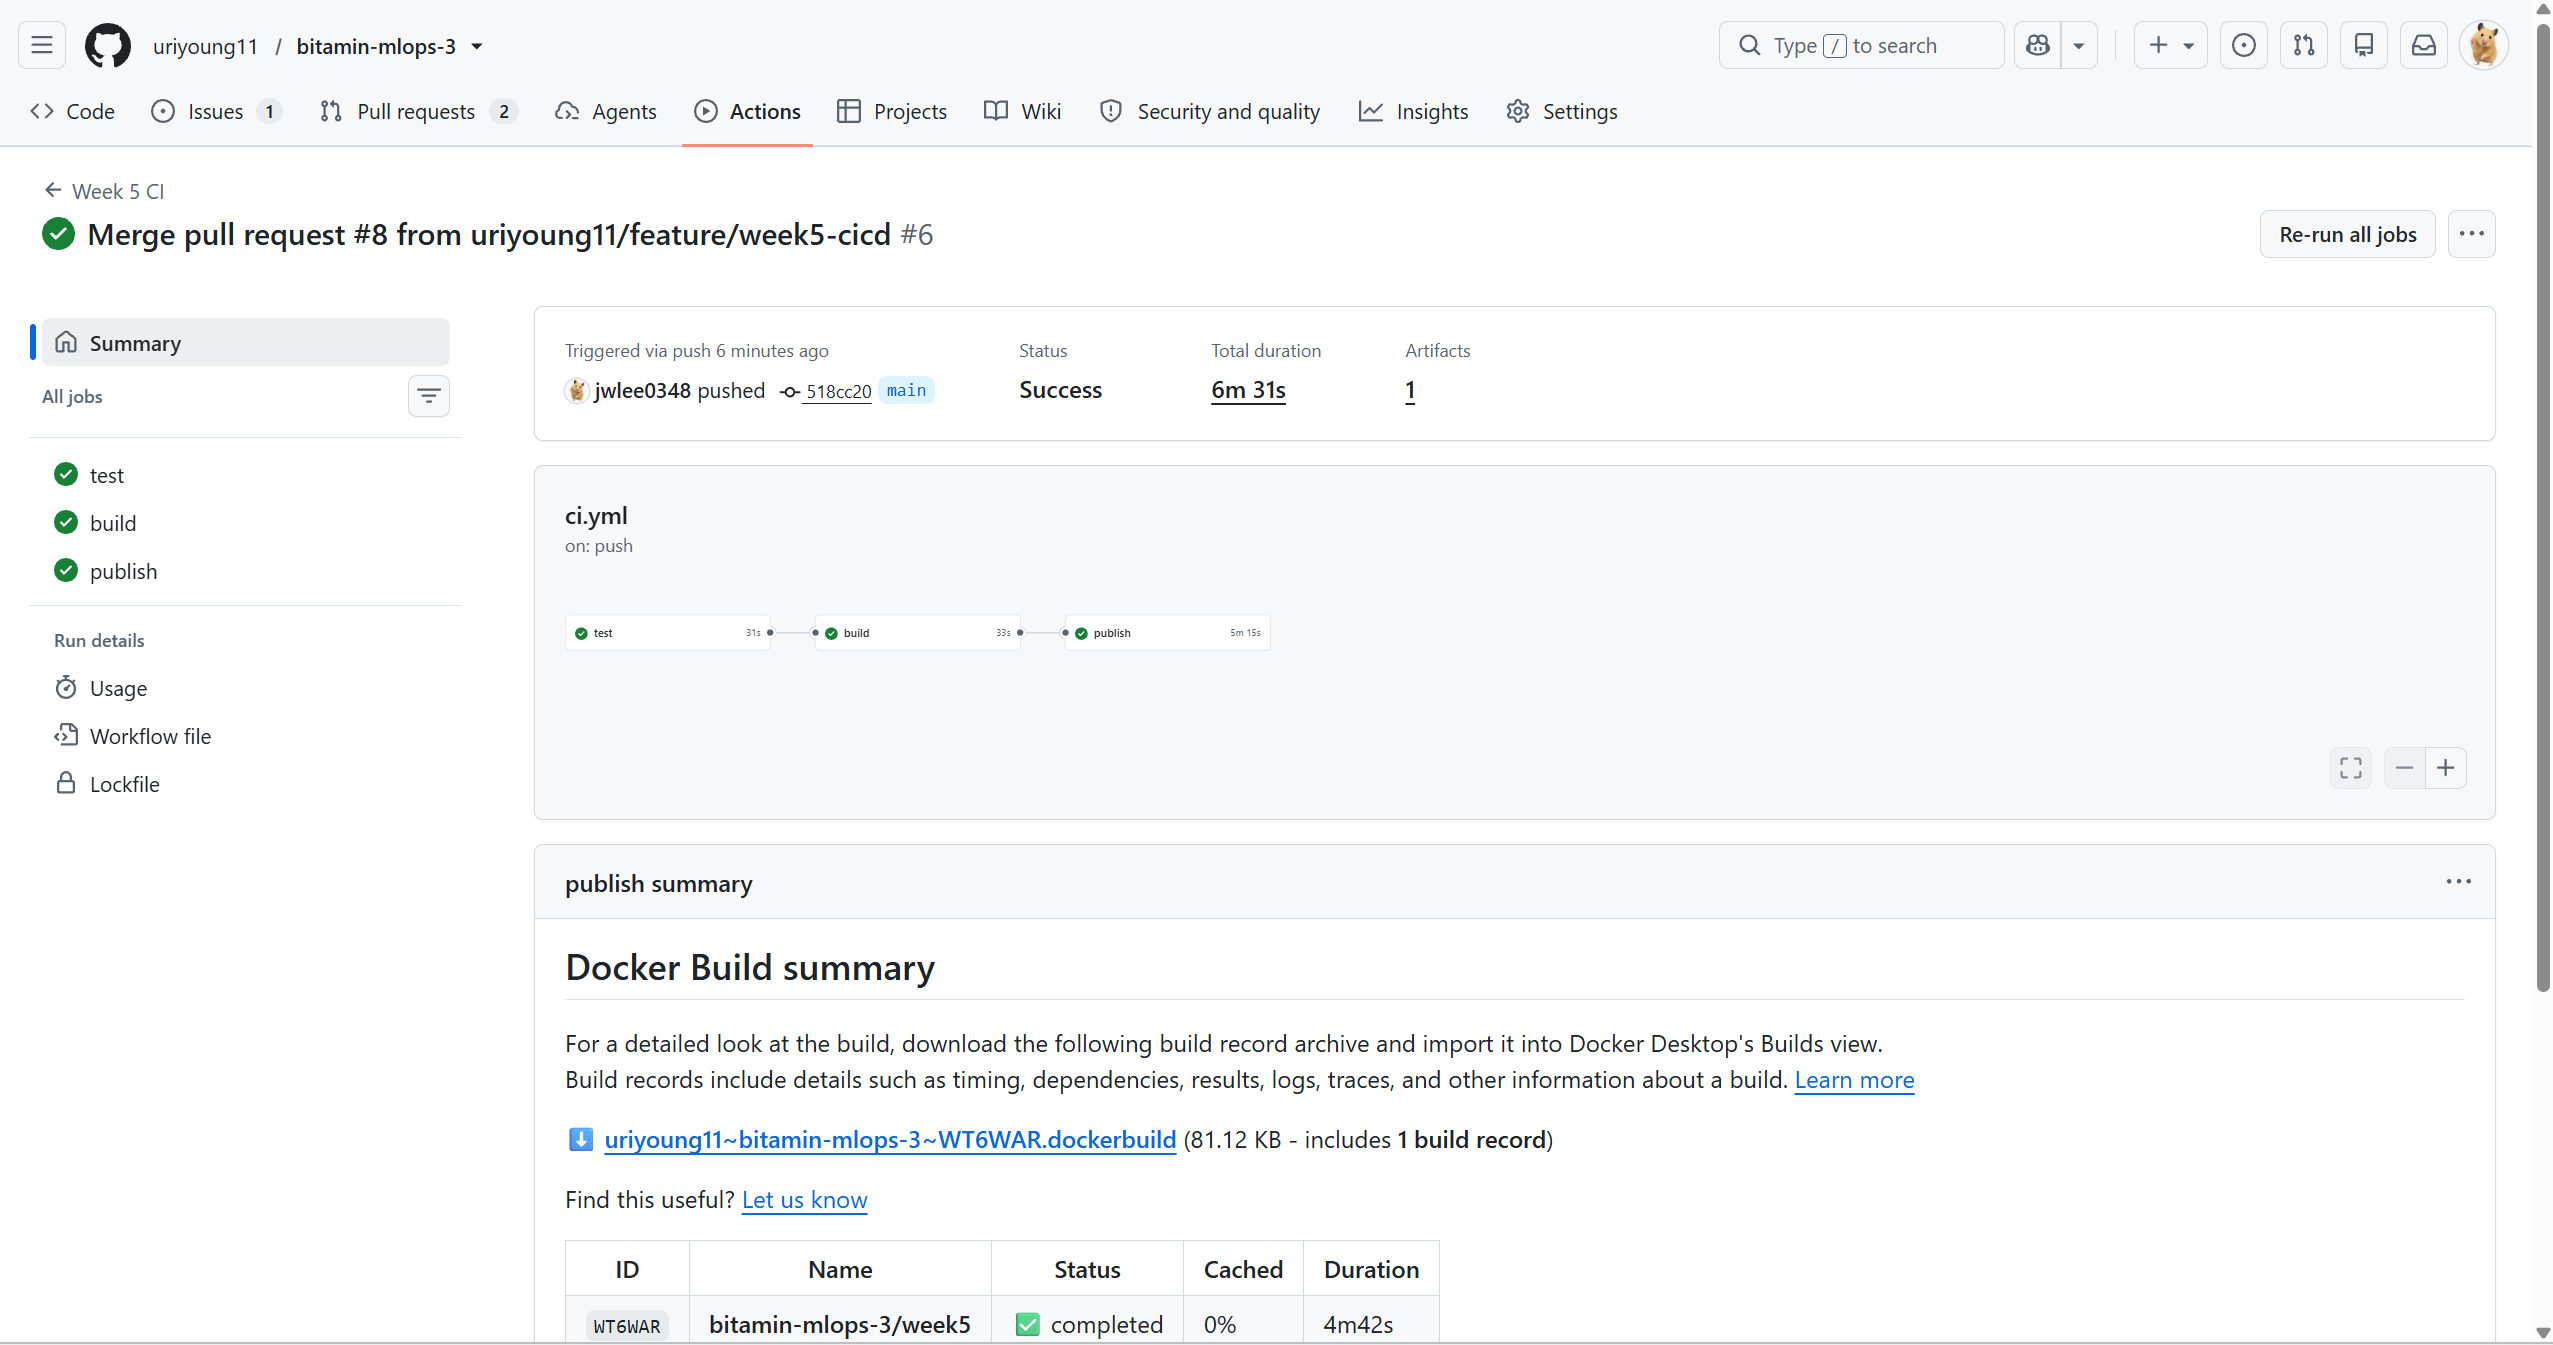 uriyoung11 / bitamin-mlops-3
Type / to search
Code
Issues 1
Pull requests 2
Agents
Actions
Projects
Wiki
Security and quality
Insights
Settings
Week 5 CI
Merge pull request #8 from uriyoung11/feature/week5-cicd #6
Re-run all jobs
Summary
All jobs
test
build
publish
Run details
Usage
Workflow file
Lockfile
Triggered via push 6 minutes ago
jwlee0348 pushed 518cc20 main
Status
Success
Total duration
6m 31s
Artifacts
1
ci.yml
on: push
test 31s
build 33s
publish 5m 15s
publish summary
Docker Build summary
For a detailed look at the build, download the following build record archive and import it into Docker Desktop's Builds view.
Build records include details such as timing, dependencies, results, logs, traces, and other information about a build. Learn more
uriyoung11~bitamin-mlops-3~WT6WAR.dockerbuild (81.12 KB - includes 1 build record)
Find this useful? Let us know
ID Name Status Cached Duration
WT6WAR bitamin-mlops-3/week5 completed 0% 4m42s